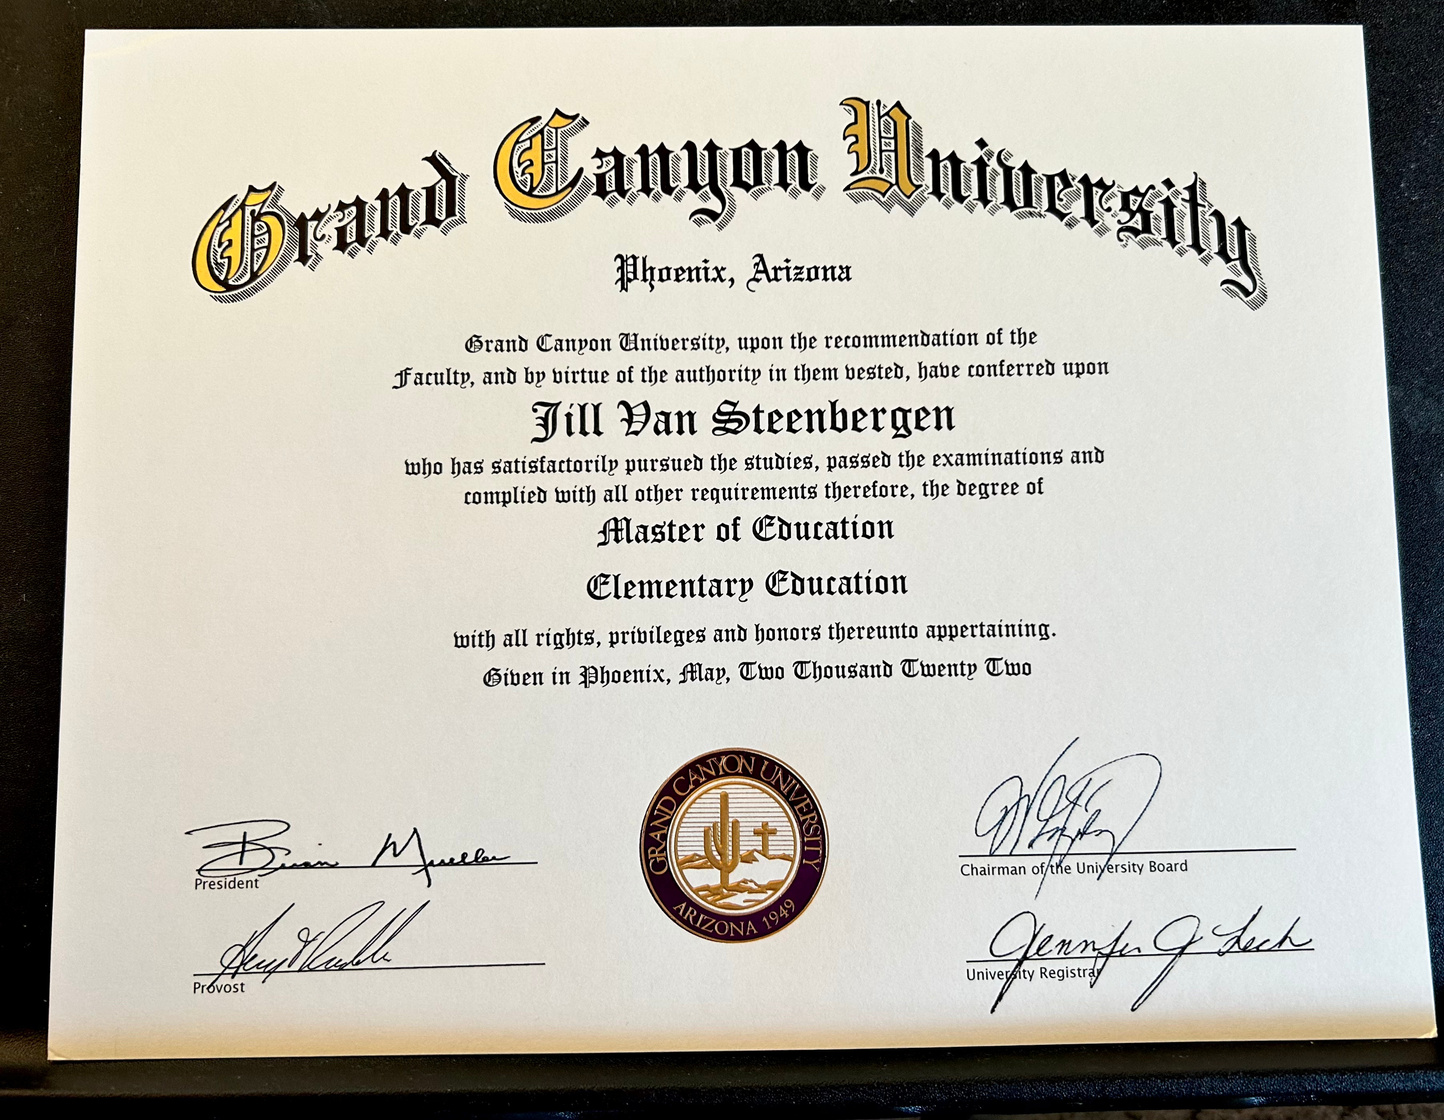 Grand Canyon University
Phoenix, Arizona
Grand Canyon University, upon the recommendation of the
Faculty, and by virtue of the authority in them vested, have conferred upon
Jill Van Steenbergen
who has satisfactorily pursued the studies, passed the examinations and
complied with all other requirements therefore, the degree of
Master of Education
Elementary Education
with all rights, privileges and honors thereunto appertaining.
Given in Phoenix, May, Two Thousand Twenty Two
GRAND CANYON UNIVERSITY
ARIZONA 1949
Brian Mueller
President
Chairman of the University Board
Provost
Jennifer J Lech
University Registrar